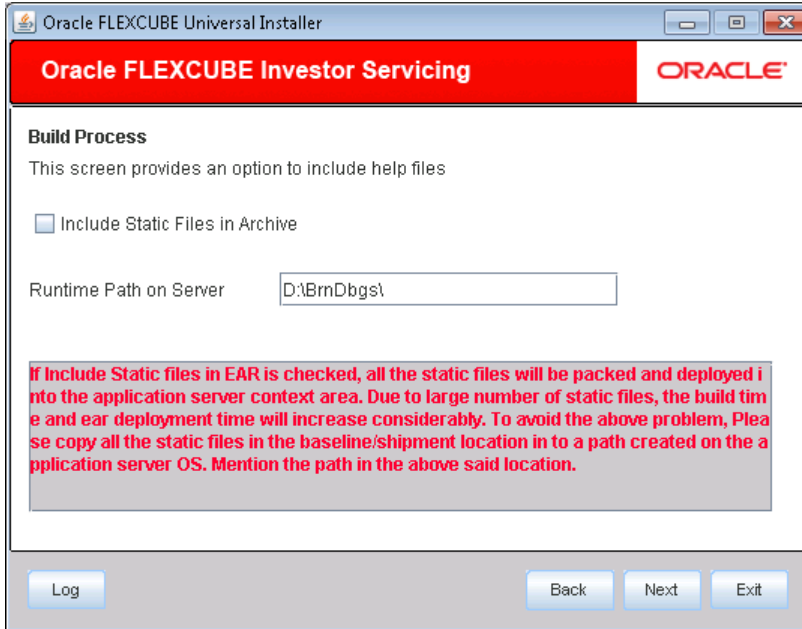 Oracle FLEXCUBE Universal Installer
Oracle FLEXCUBE Investor Servicing
ORACLE
Build Process
This screen provides an option to include help files
Include Static Files in Archive
Runtime Path on Server
D:\BrnDbgs\
If Include Static files in EAR is checked, all the static files will be packed and deployed i
nto the application server context area. Due to large number of static files, the build tim
e and ear deployment time will increase considerably. To avoid the above problem, Plea
se copy all the static files in the baseline/shipment location in to a path created on the a
pplication server OS. Mention the path in the above said location.
Log
Back
Next
Exit